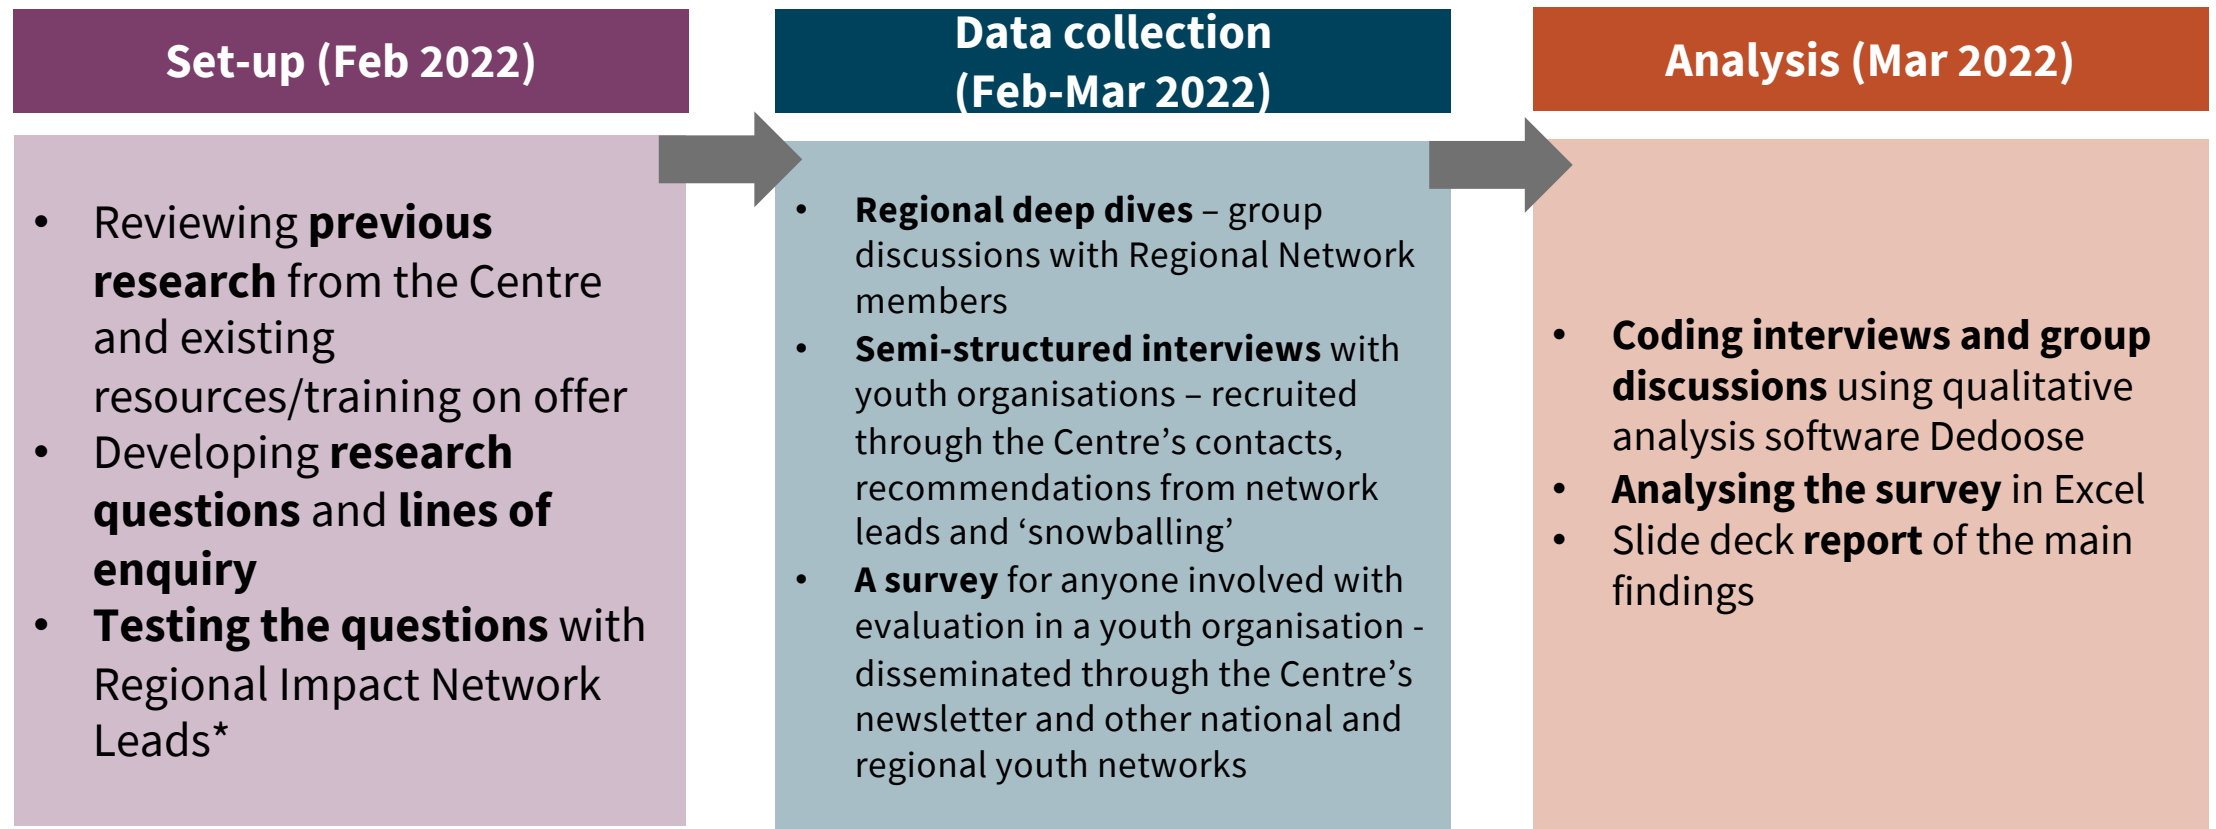 Set-up (Feb 2022)
• Reviewing previous
research from the Centre
and existing
resources/training on offer
• Developing research
questions and lines of
enquiry
• Testing the questions with
Regional Impact Network
Leads*
Data collection
(Feb-Mar 2022)
• Regional deep dives – group
discussions with Regional Network
members
• Semi-structured interviews with
youth organisations – recruited
through the Centre’s contacts,
recommendations from network
leads and ‘snowballing’
• A survey for anyone involved with
evaluation in a youth organisation -
disseminated through the Centre’s
newsletter and other national and
regional youth networks
Analysis (Mar 2022)
• Coding interviews and group
discussions using qualitative
analysis software Dedoose
• Analysing the survey in Excel
• Slide deck report of the main
findings